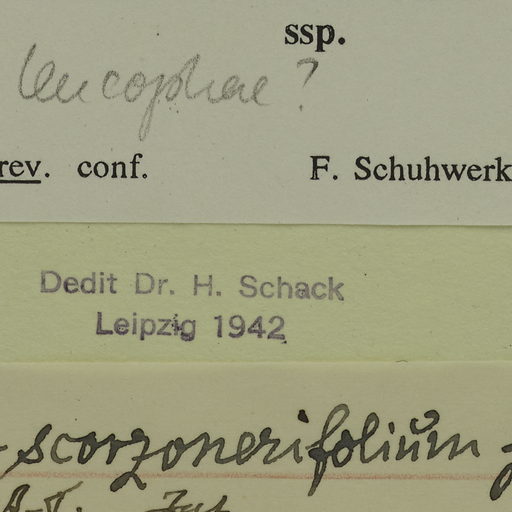 ssp.
leucophae?
rev. conf. F. Schuhwerk
Dedit Dr. H. Schack
Leipzig 1942
scorzonerifolium